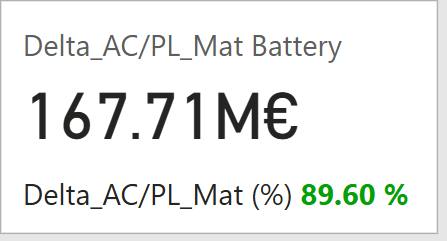 Delta_AC/PL_Mat Battery
167.71M€
Delta_AC/PL_Mat (%) 89.60 %